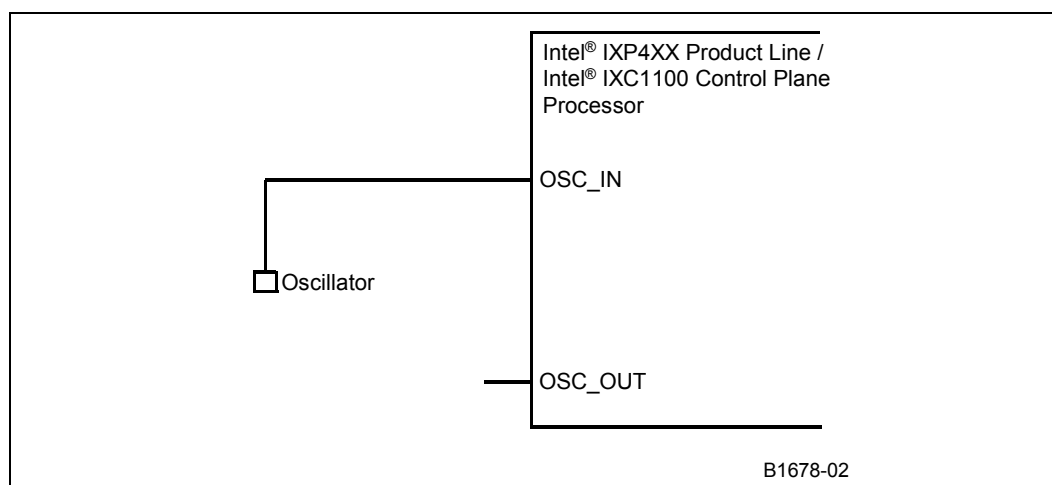 Intel® IXP4XX Product Line /
Intel® IXC1100 Control Plane
Processor
OSC_IN
Oscillator
OSC_OUT
B1678-02